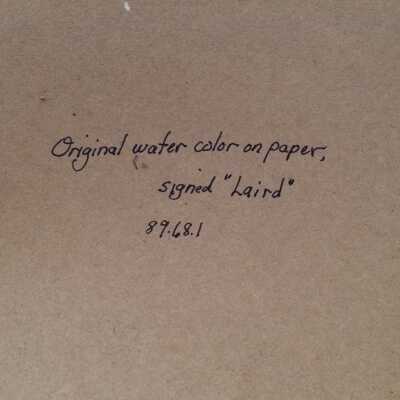 Original water color on paper,
signed "Laird"
89.68.1